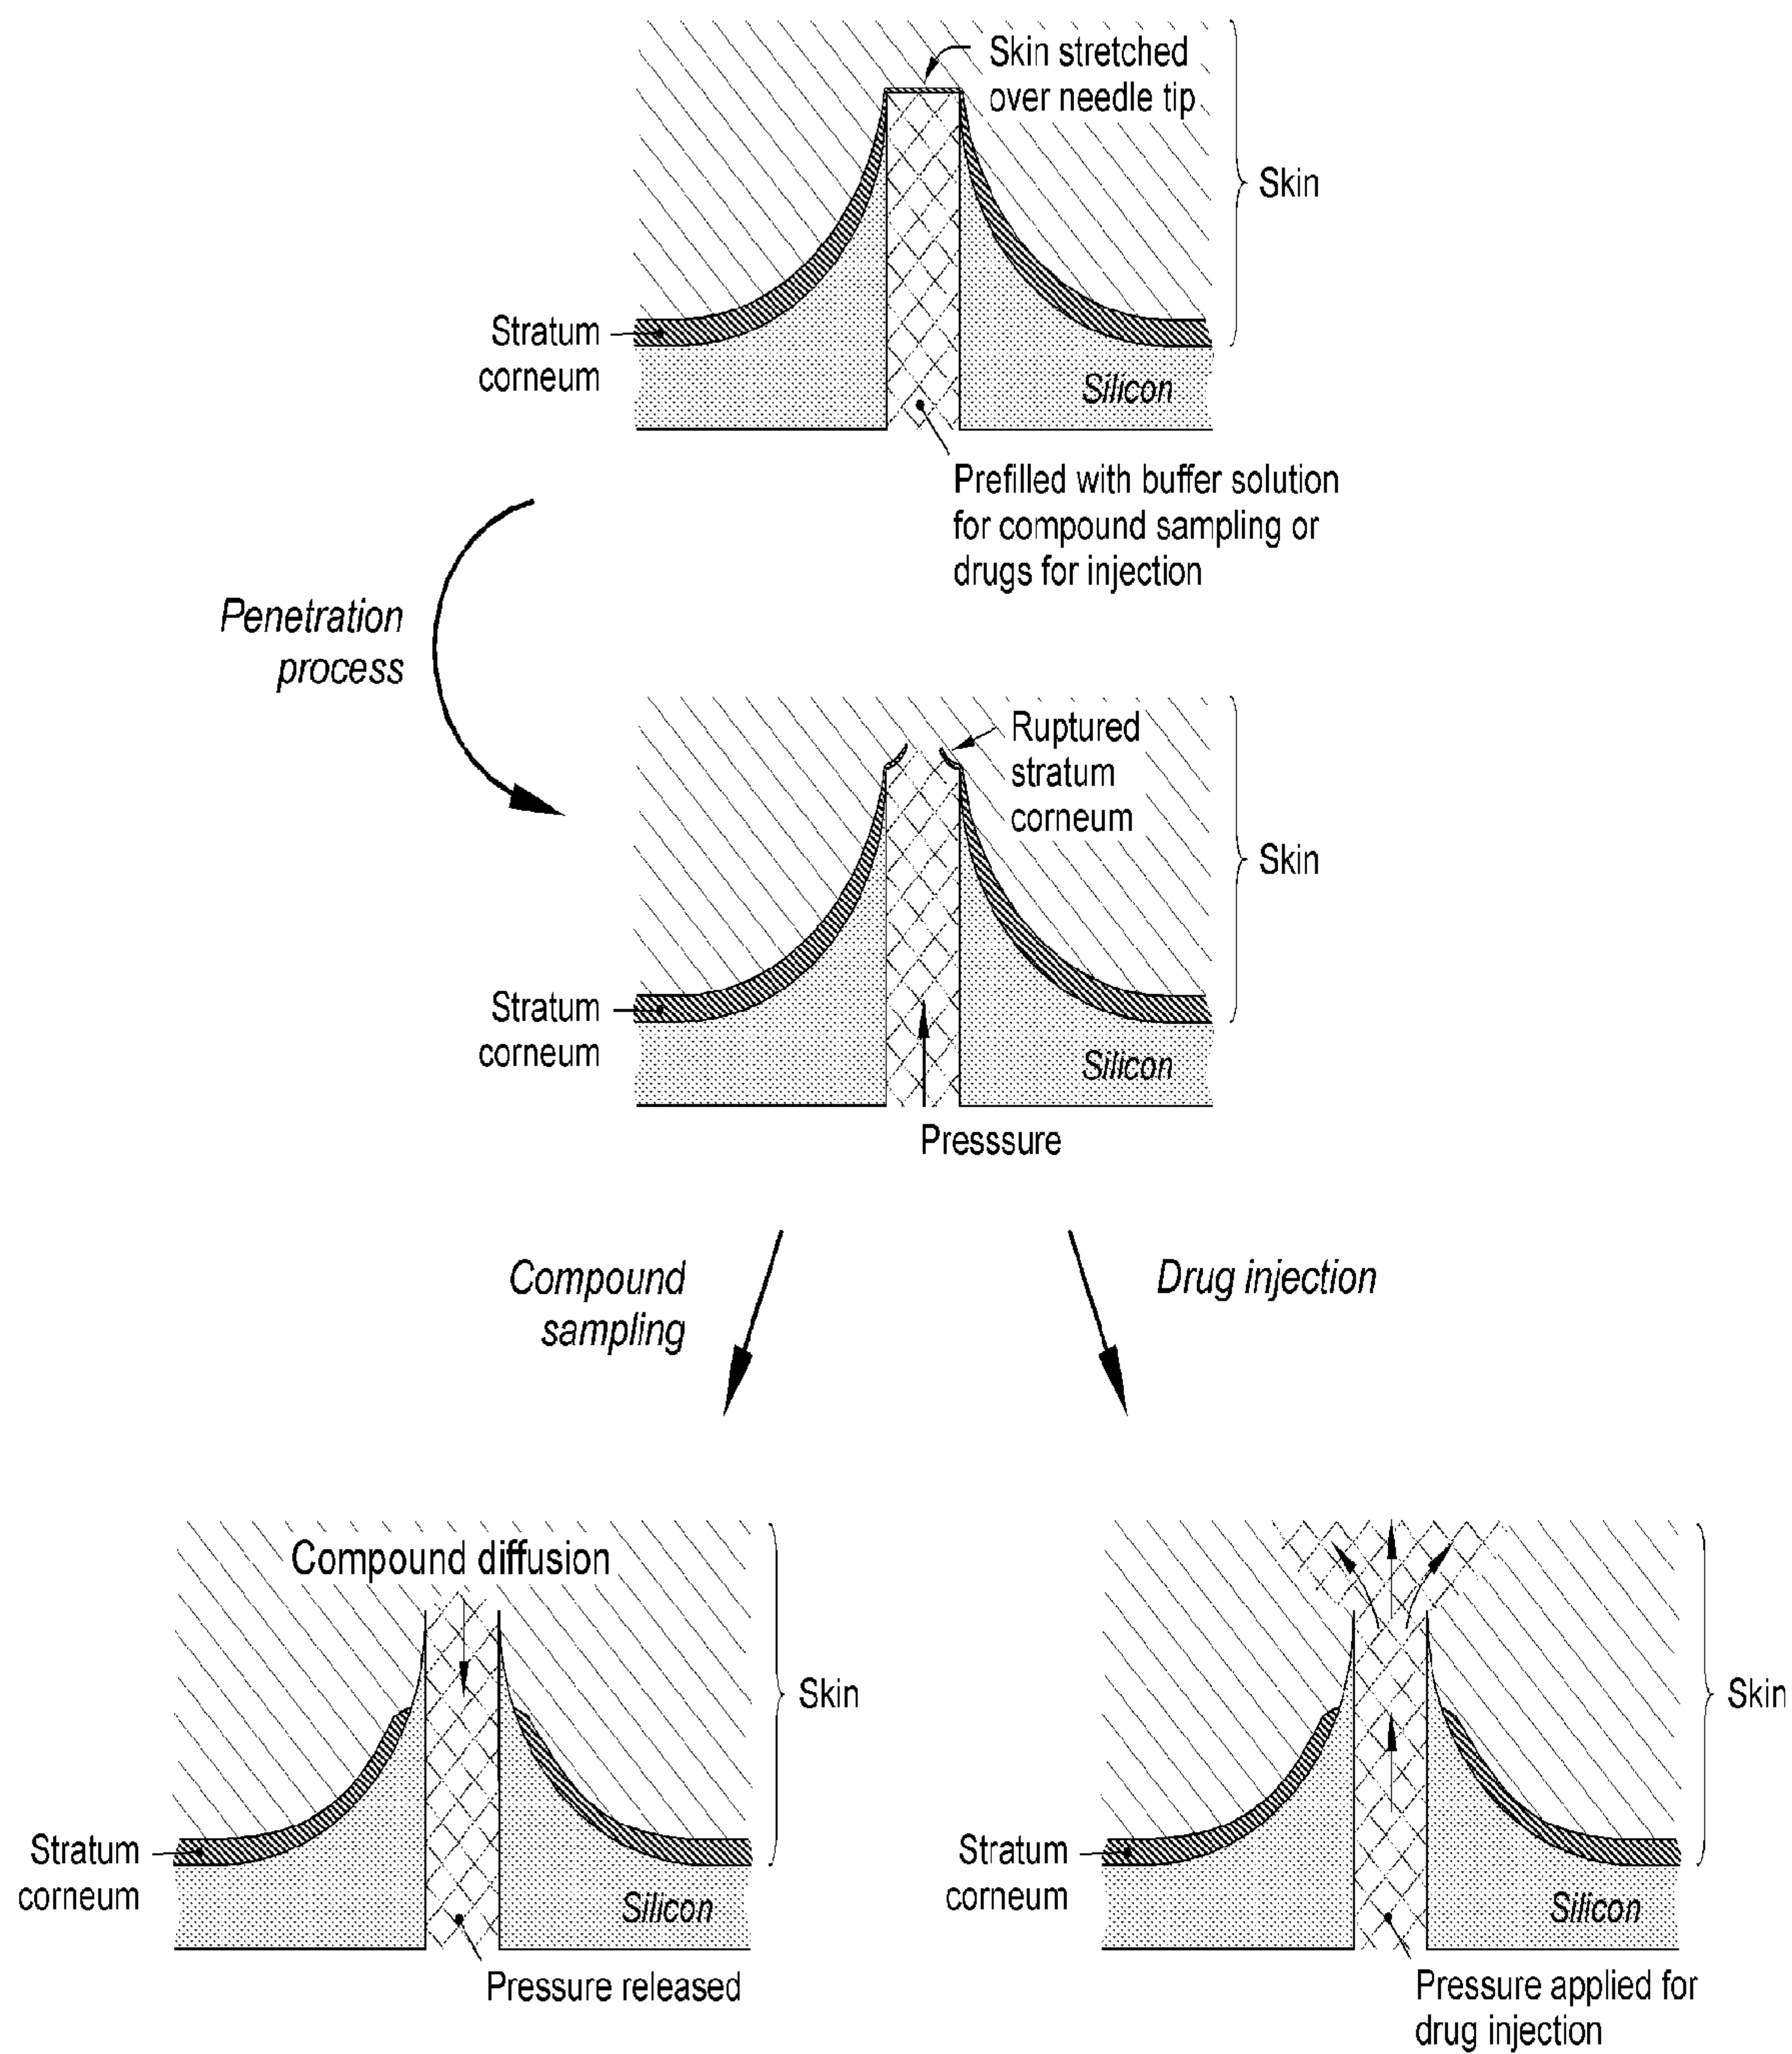 Skin stretched
over needle tip
Skin
Stratum
corneum
Silicon
Prefilled with buffer solution
for compound sampling or
drugs for injection
Penetration
process
Ruptured
stratum
corneum
Skin
Stratum
corneum
Silicon
Presssure
Compound
sampling
Drug injection
Compound diffusion
Skin
Stratum
corneum
Silicon
Pressure released
Skin
Stratum
corneum
Silicon
Pressure applied for
drug injection